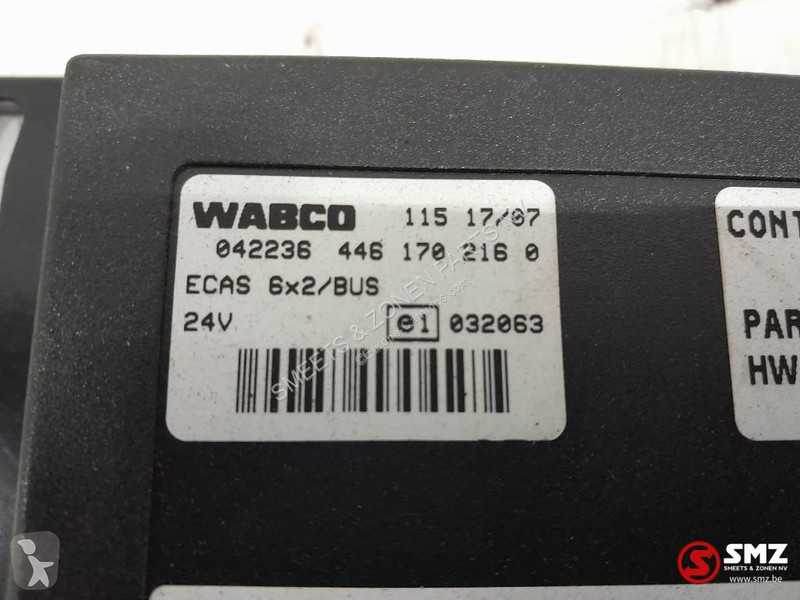 WABCO 115 17/07
042236 446 170 216 0
ECAS 6x2/BUS
24V e1 032063
CONT
PAR
HW
SMEETS & ZONEN PARTS NV
SMZ
SMEETS & ZONEN NV
www.smz.be